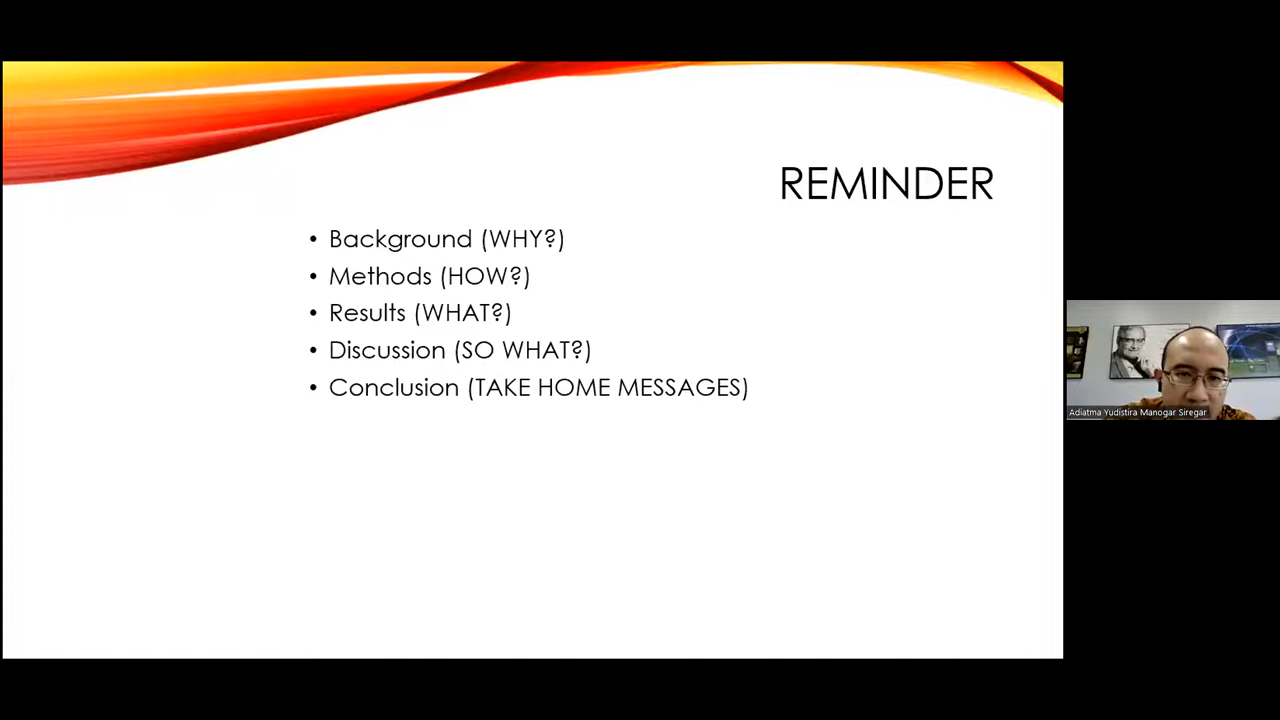 REMINDER
• Background (WHY?)
• Methods (HOW?)
• Results (WHAT?)
• Discussion (SO WHAT?)
• Conclusion (TAKE HOME MESSAGES)
Adiatma Yudistira Manogar Siregar